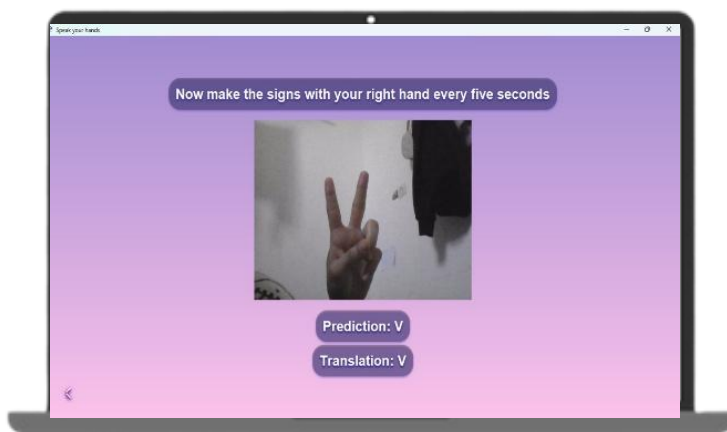 Speak your hands
Now make the signs with your right hand every five seconds
Prediction: V
Translation: V